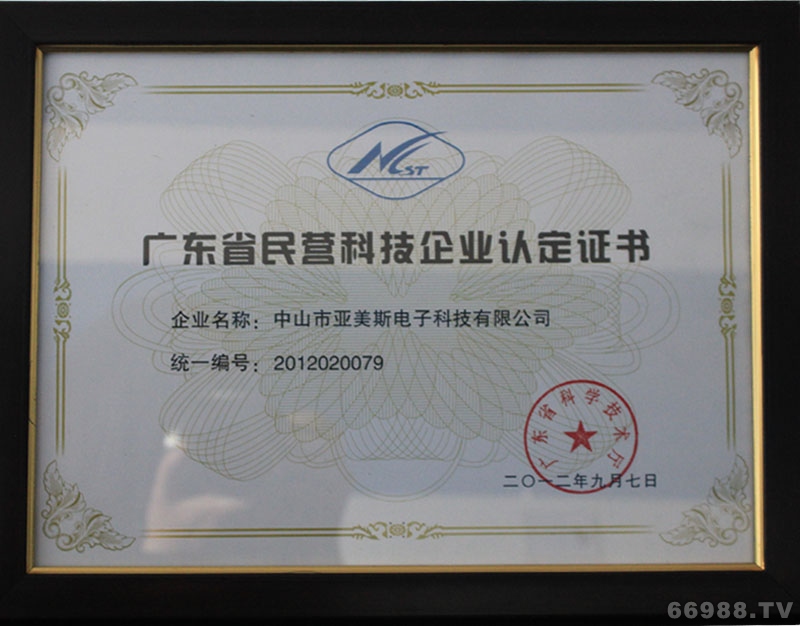 NCST
广东省民营科技企业认定证书
企业名称：中山市亚美斯电子科技有限公司
统一编号：2012020079
广东省科学技术厅
二〇一二年九月七日
66988.TV